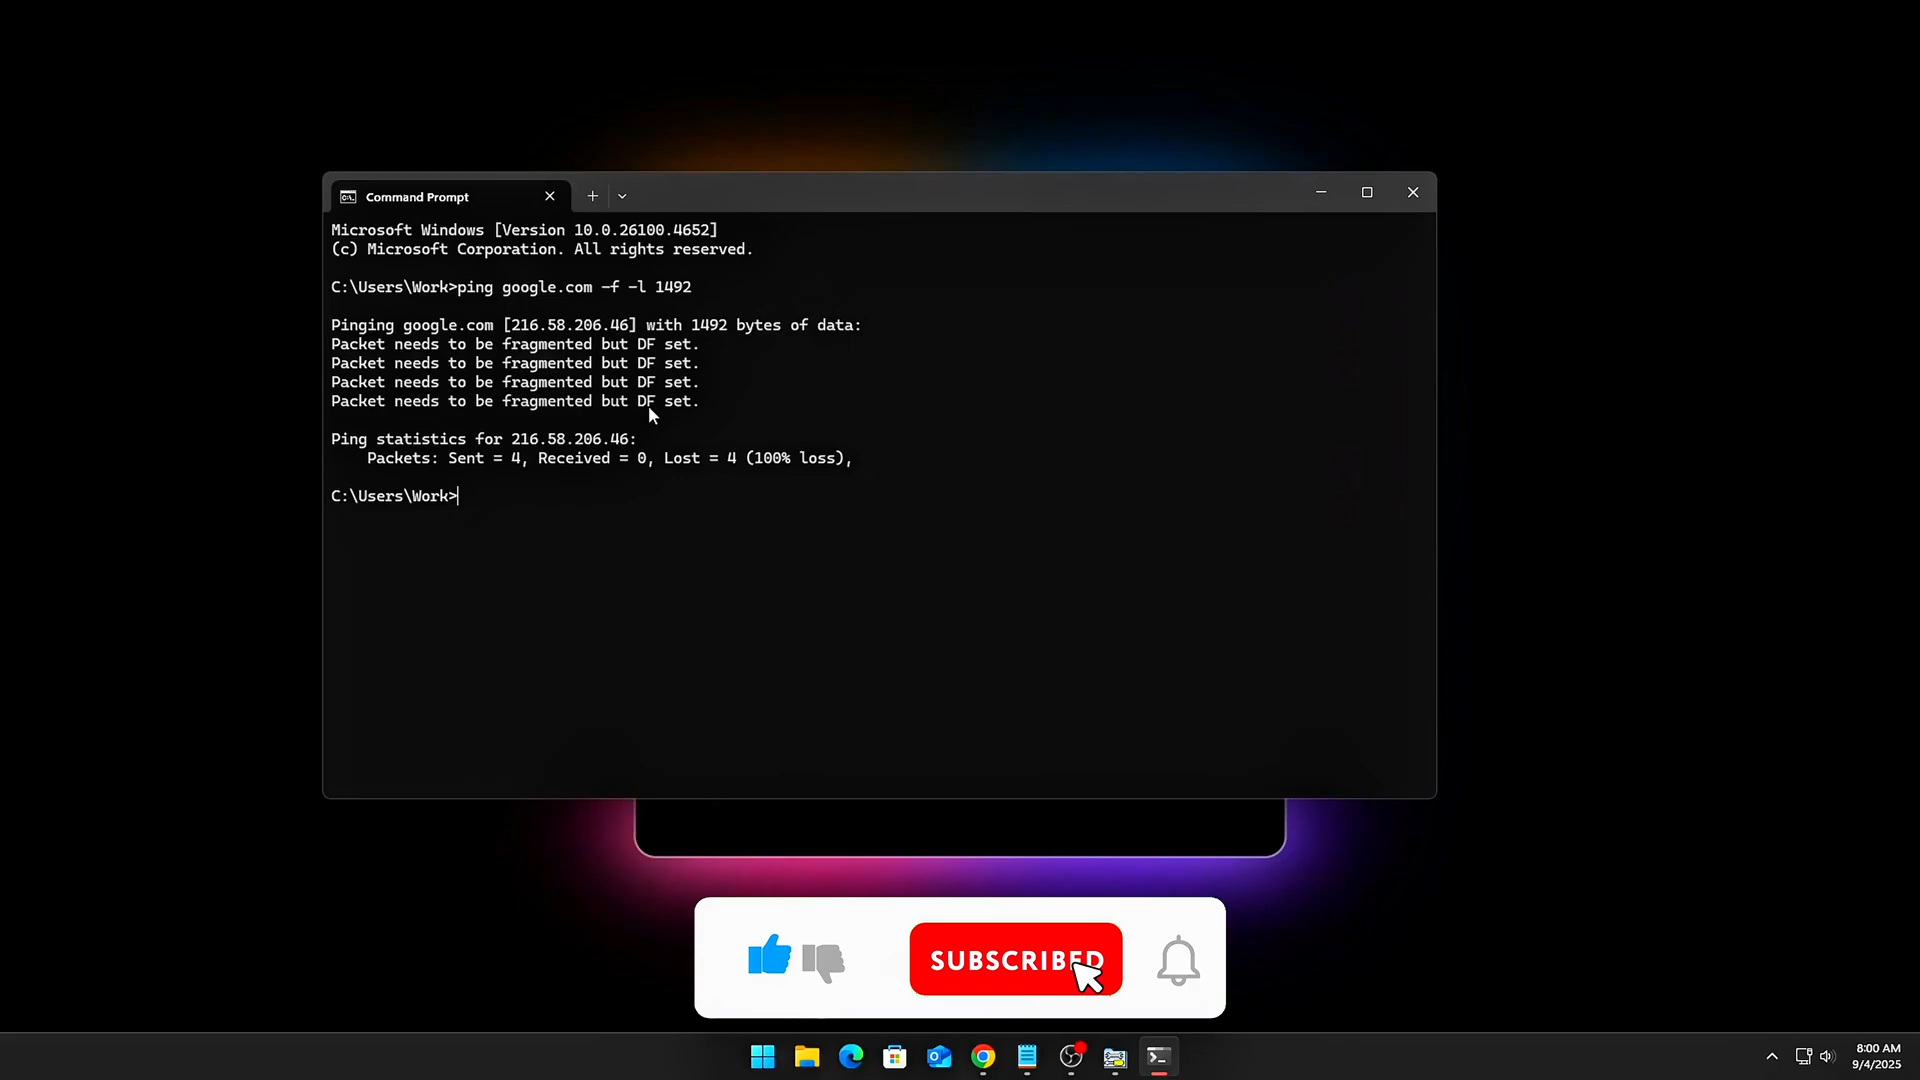 Command Prompt
Microsoft Windows [Version 10.0.26100.4652]
(c) Microsoft Corporation. All rights reserved.
C:\Users\Work>ping google.com -f -l 1492
Pinging google.com [216.58.206.46] with 1492 bytes of data:
Packet needs to be fragmented but DF set.
Packet needs to be fragmented but DF set.
Packet needs to be fragmented but DF set.
Packet needs to be fragmented but DF set.
Ping statistics for 216.58.206.46:
Packets: Sent = 4, Received = 0, Lost = 4 (100% loss),
C:\Users\Work>
SUBSCRIBED
8:00 AM
9/4/2025